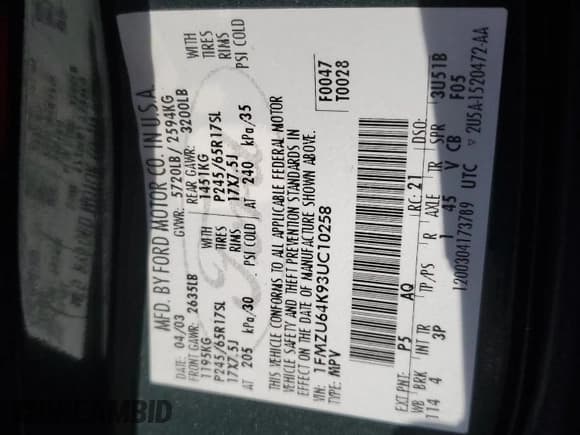 MFD. BY FORD MOTOR CO. IN U.S.A.
DATE: 04/03 GVWR: 5720LB/ 2594KG
FRONT GAWR: 2635LB REAR GAWR: 3200LB
1195KG WITH 1451KG WITH
P245/65R17SL TIRES P245/65R17SL TIRES
17X7.5J RIMS 17X7.5J RIMS
AT 205 kPa/30 PSI COLD AT 240 kPa/35 PSI COLD
THIS VEHICLE CONFORMS TO ALL APPLICABLE FEDERAL MOTOR
VEHICLE SAFETY AND THEFT PREVENTION STANDARDS IN
EFFECT ON THE DATE OF MANUFACTURE SHOWN ABOVE.
VIN: 1FMZU64K93UC10258 F0047
TYPE: MPV T0028
Ford
EXT PNT: P5 AQ RC: 21 DSO:
WB BRK INT TR TP/PS R AXLE TR SPR 3U51B
114 4 3P I 45 V CB F05
1200304173789 UTC ▽ 2U5A-1520472-AA